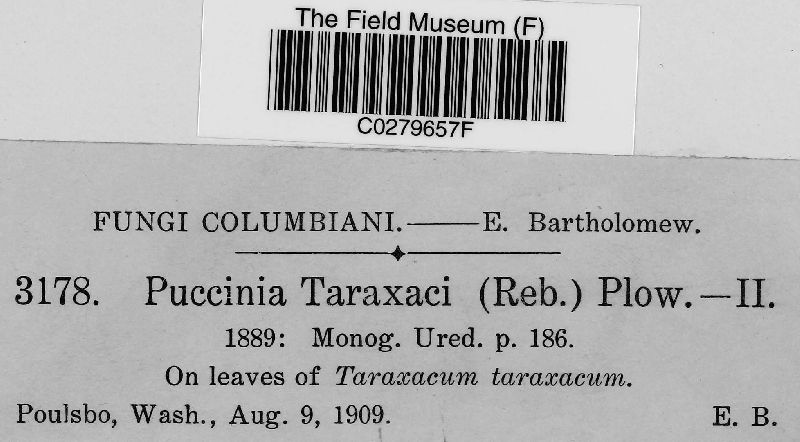 The Field Museum (F)
C0279657F
FUNGI COLUMBIANI.——E. Bartholomew.
3178. Puccinia Taraxaci (Reb.) Plow.—II.
1889: Monog. Ured. p. 186.
On leaves of Taraxacum taraxacum.
Poulsbo, Wash., Aug. 9, 1909. E. B.